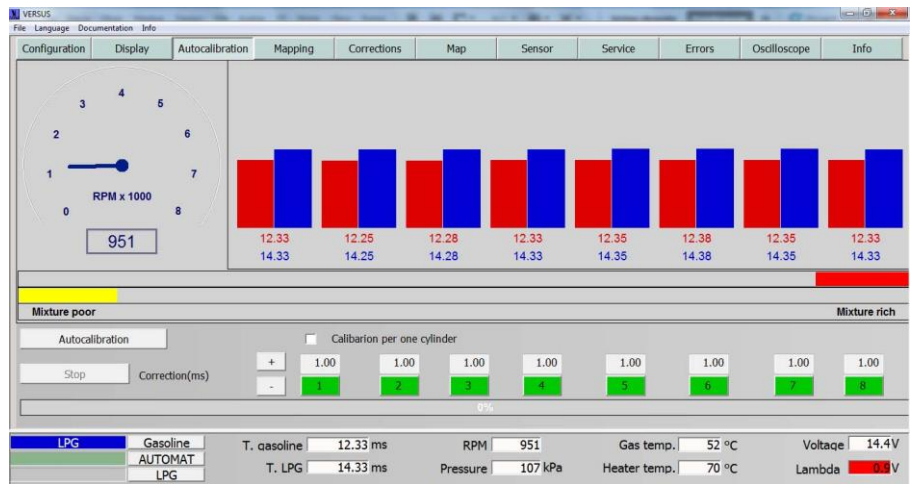 VERSUS
File Language Documentation Info
Configuration Display Autocalibration Mapping Corrections Map Sensor Service Errors Oscilloscope Info
4
3 5
2 6
1 7
RPM x 1000
0 8
951
12.33 12.25 12.28 12.33 12.35 12.38 12.35 12.33
14.33 14.25 14.28 14.33 14.35 14.38 14.35 14.33
Mixture poor Mixture rich
Autocalibration Calibarion per one cylinder
+ 1.00 1.00 1.00 1.00 1.00 1.00 1.00 1.00
Stop Correction(ms)
- 1 2 3 4 5 6 7 8
0%
LPG Gasoline T. gasoline 12.33 ms RPM 951 Gas temp. 52 ºC Voltage 14.4V
AUTOMAT
LPG T. LPG 14.33 ms Pressure 107 kPa Heater temp. 70 ºC Lambda 0.9V